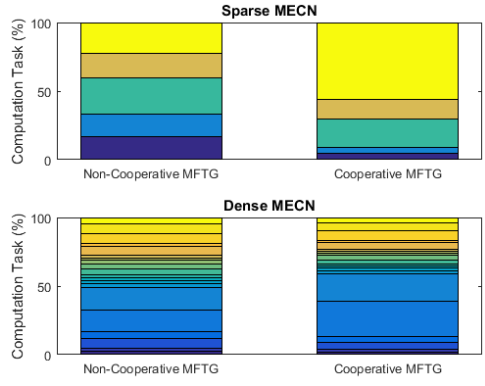 Sparse MECN
Computation Task (%)
100
50
0
Non-Cooperative MFTG
Cooperative MFTG
Dense MECN
Computation Task (%)
100
50
0
Non-Cooperative MFTG
Cooperative MFTG